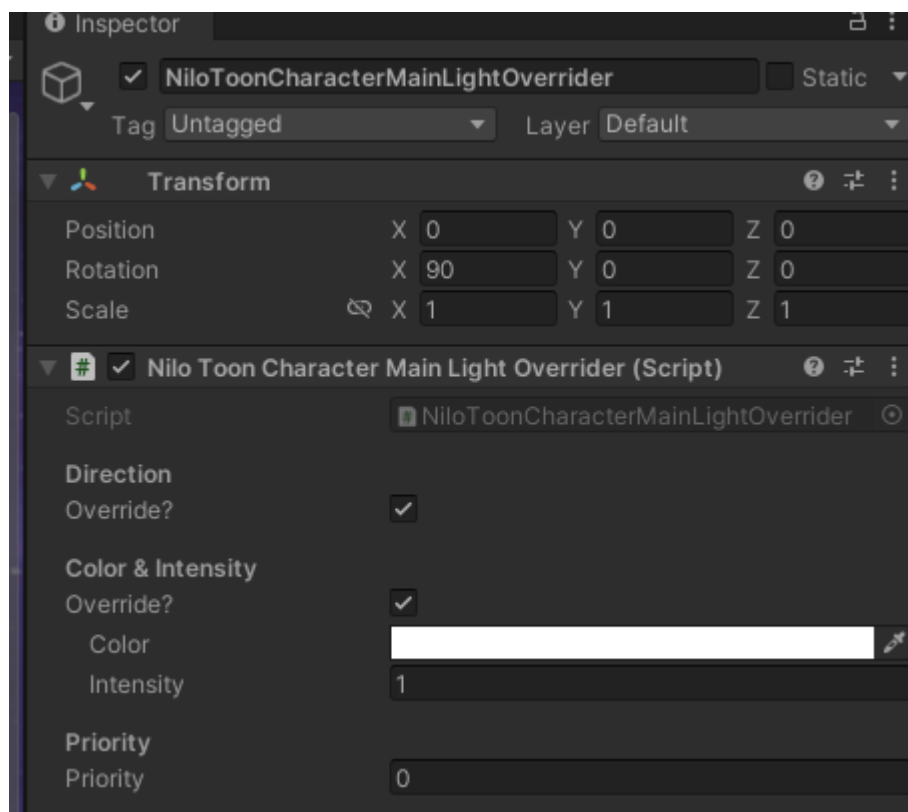 Inspector
NiloToonCharacterMainLightOverrider Static
Tag Untagged Layer Default
Transform
Position X 0 Y 0 Z 0
Rotation X 90 Y 0 Z 0
Scale X 1 Y 1 Z 1
# Nilo Toon Character Main Light Overrider (Script)
Script # NiloToonCharacterMainLightOverrider
Direction
Override?
Color & Intensity
Override?
Color
Intensity 1
Priority
Priority 0